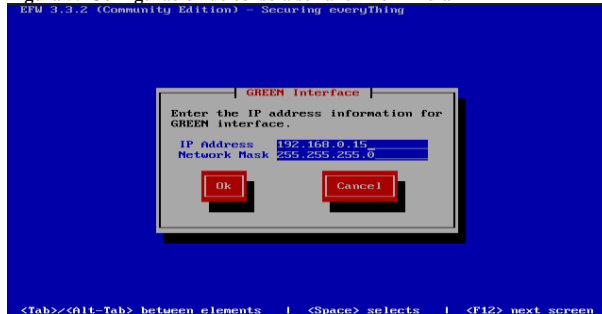 EFW 3.3.2 (Community Edition) - Securing everyThing
GREEN Interface
Enter the IP address information for
GREEN interface.
IP Address 192.168.0.15_
Network Mask 255.255.255.0
Ok Cancel
<Tab>/<Alt-Tab> between elements | <Space> selects | <F12> next screen